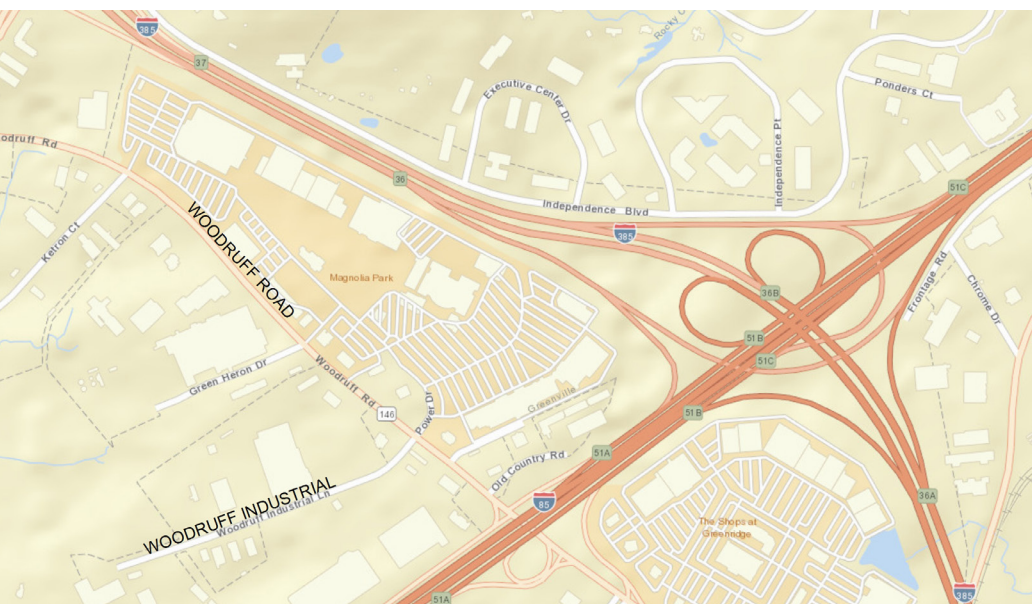 385
37
Rocky
Executive Center Dr
Ponders Ct
odruff Rd
36
Independence Pt
51C
Independence Blvd
385
Ketron Ct
WOODRUFF ROAD
Magnolia Park
Frontage Rd
Chrome Dr
36B
51B
51C
Green Heron Dr
Woodruff Rd
Greenville
146
Power Dr
51B
Old Country Rd
51A
WOODRUFF INDUSTRIAL
Woodruff Industrial Ln
85
36A
The Shops at
Greenridge
385
51A